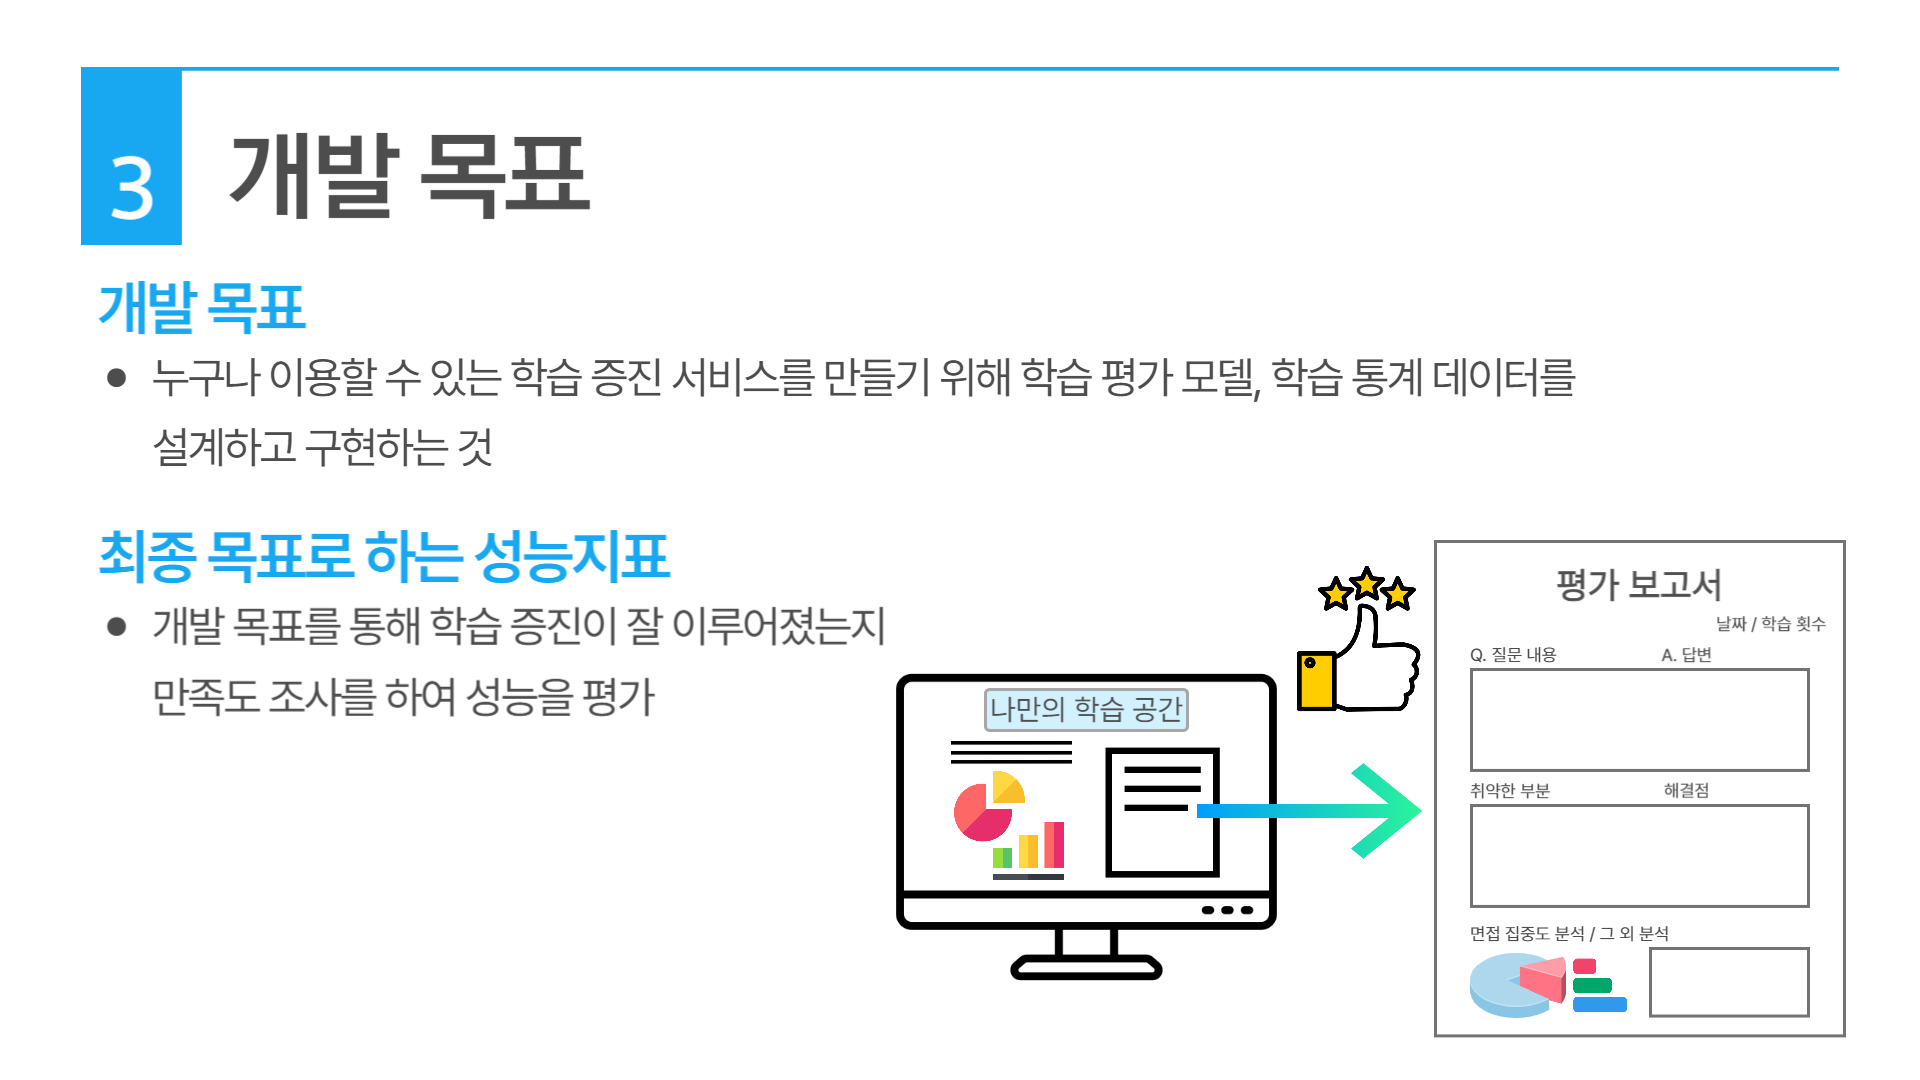 3
개발 목표
개발 목표
● 누구나 이용할 수 있는 학습 증진 서비스를 만들기 위해 학습 평가 모델, 학습 통계 데이터를
설계하고 구현하는 것
최종 목표로 하는 성능지표
● 개발 목표를 통해 학습 증진이 잘 이루어졌는지
만족도 조사를 하여 성능을 평가
나만의 학습 공간
평가 보고서
날짜 / 학습 횟수
Q. 질문 내용 A. 답변
취약한 부분 해결점
면접 집중도 분석 / 그 외 분석